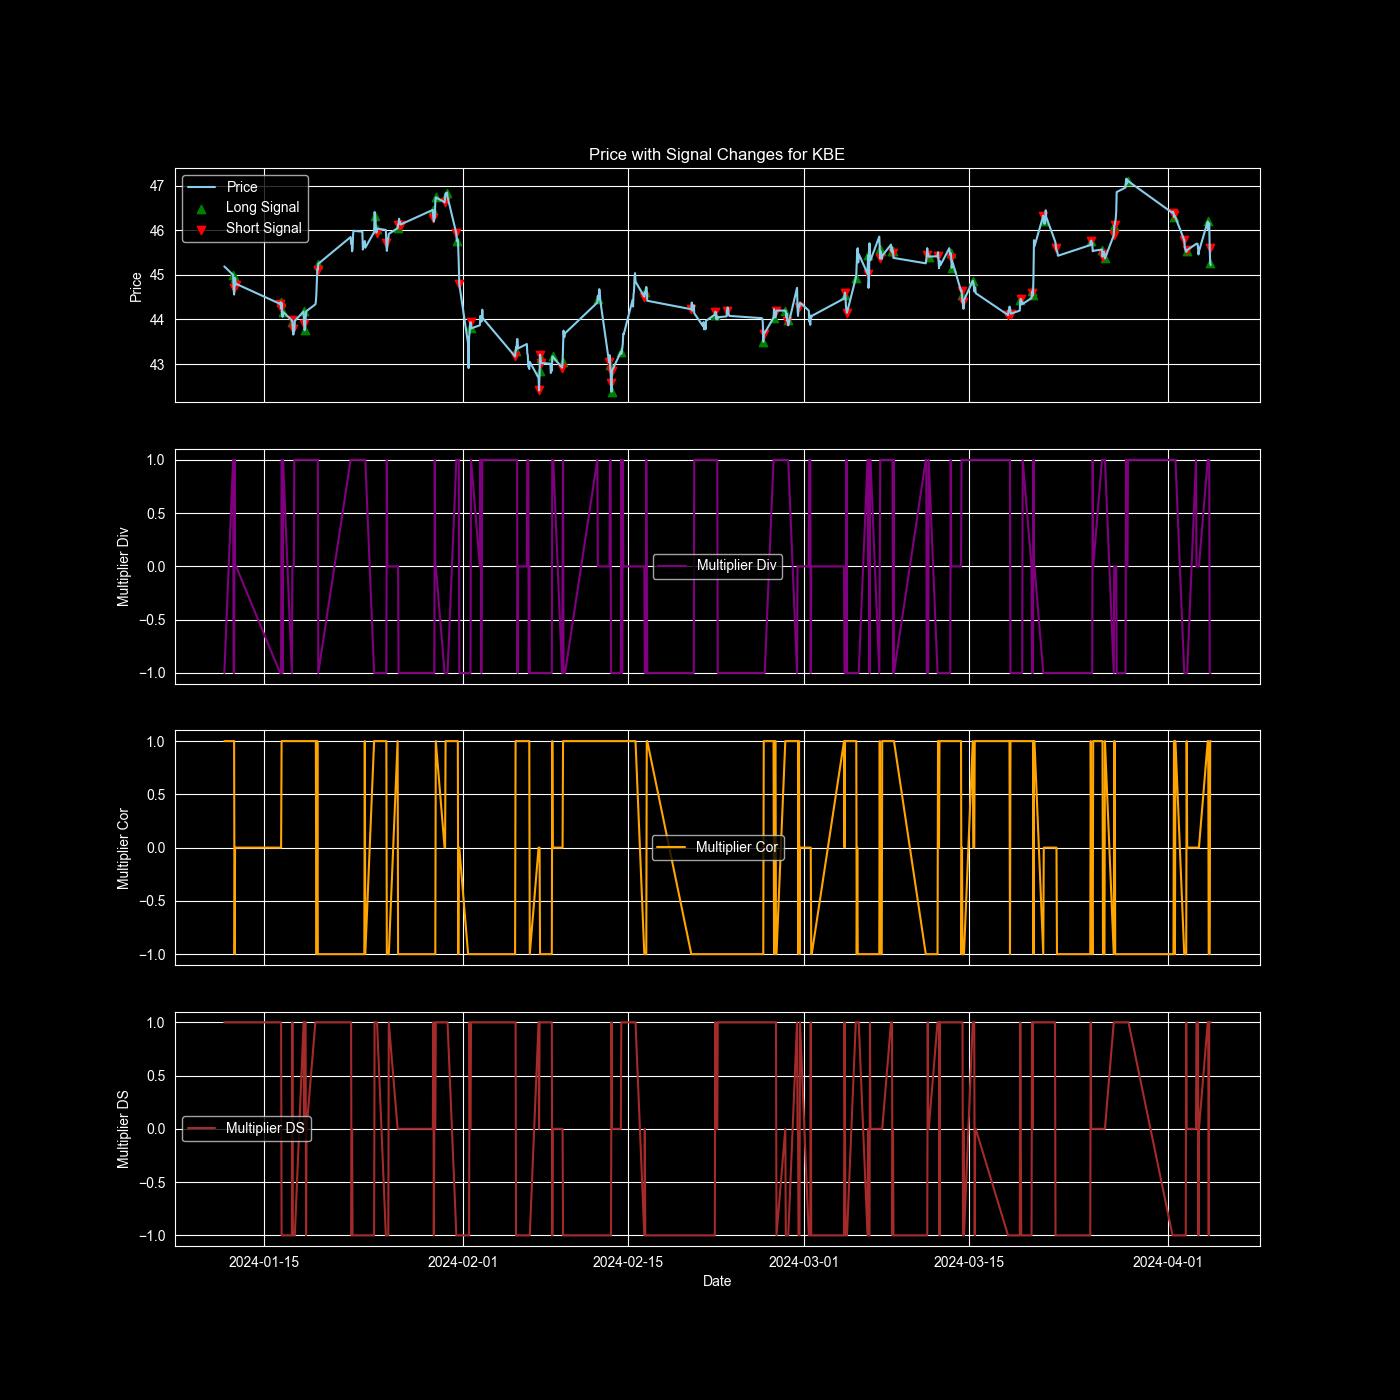 Price with Signal Changes for KBE
Price
Long Signal
Short Signal
47
46
45
44
43
Price
1.0
0.5
0.0
−0.5
−1.0
Multiplier Div
Multiplier Div
1.0
0.5
0.0
−0.5
−1.0
Multiplier Cor
Multiplier Cor
1.0
0.5
0.0
−0.5
−1.0
Multiplier DS
Multiplier DS
2024-01-15 2024-02-01 2024-02-15 2024-03-01 2024-03-15 2024-04-01
Date